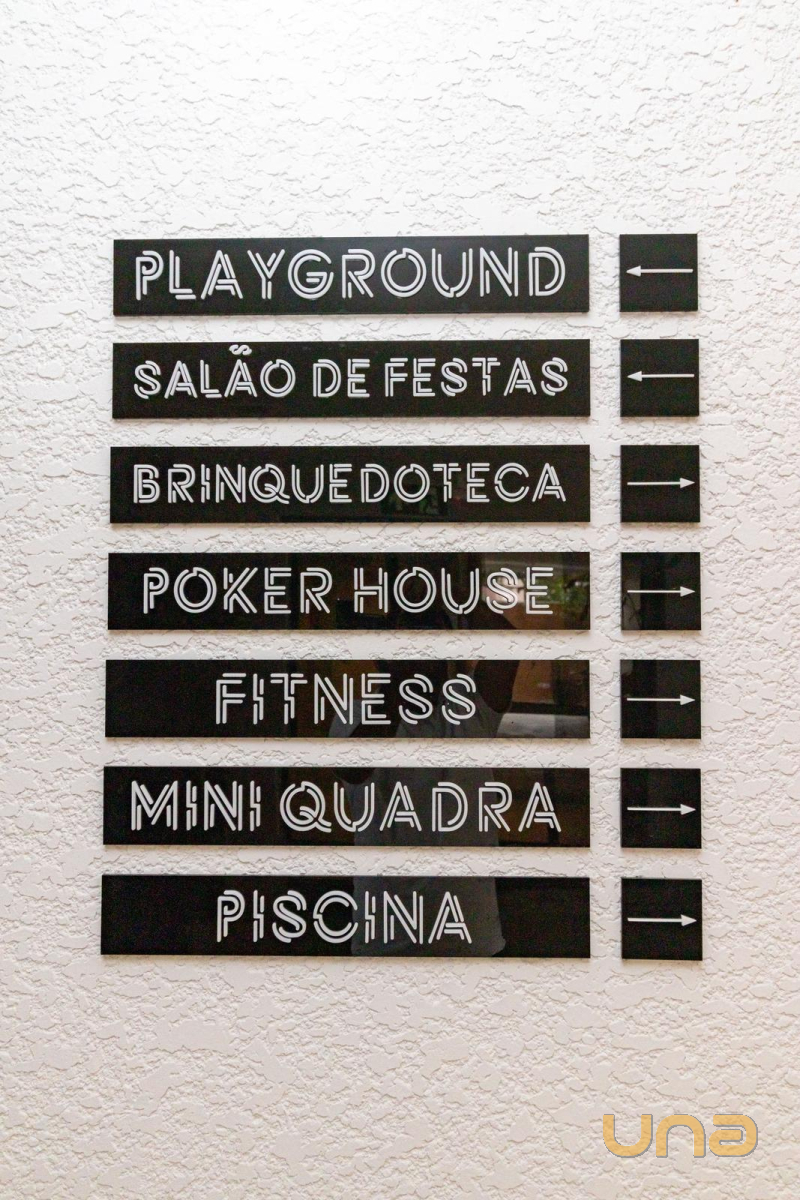 PLAYGROUND ←
SALÃO DE FESTAS ←
BRINQUEDOTECA →
POKER HOUSE →
FITNESS →
MINI QUADRA →
PISCINA →
una